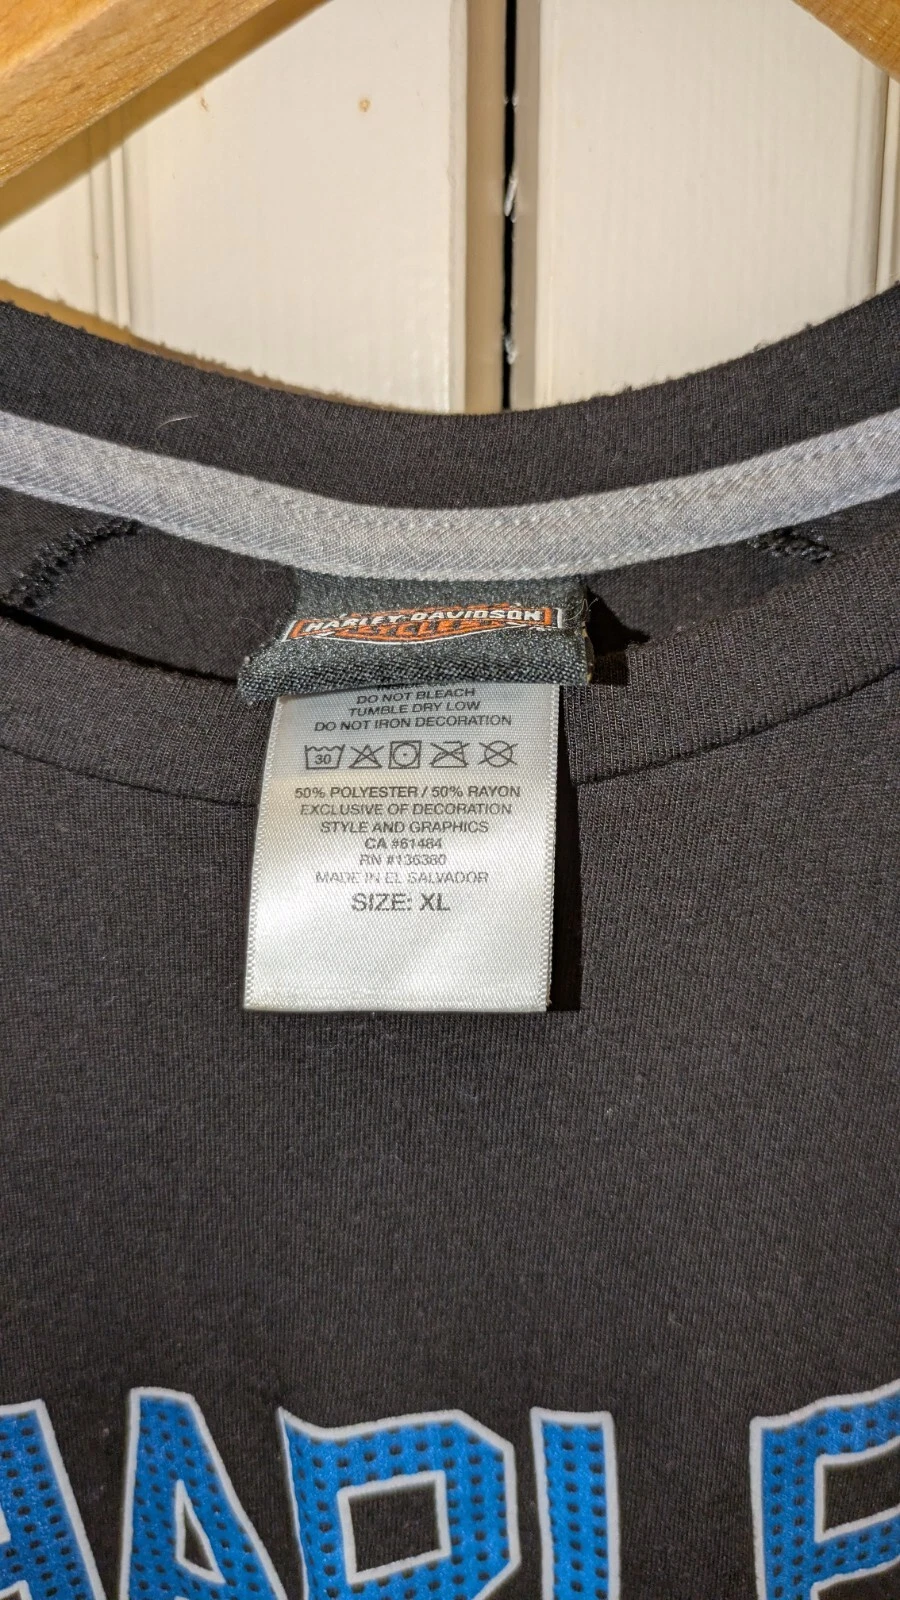 HARLEY-DAVIDSON
DO NOT BLEACH
TUMBLE DRY LOW
DO NOT IRON DECORATION
30
50% POLYESTER / 50% RAYON
EXCLUSIVE OF DECORATION
STYLE AND GRAPHICS
CA #61484
RN #136380
MADE IN EL SALVADOR
SIZE: XL
HARLE